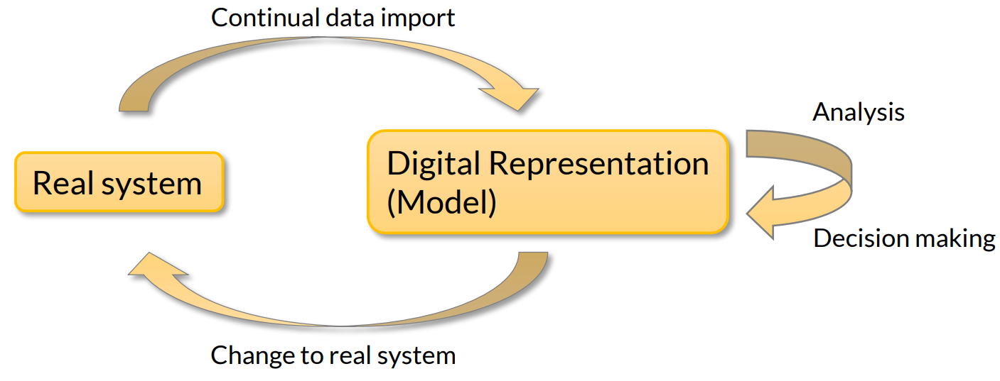 Continual data import
Analysis
Real system
Digital Representation
(Model)
Decision making
Change to real system